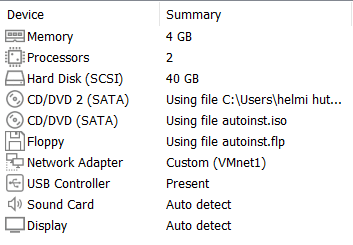 Device Summary
Memory 4 GB
Processors 2
Hard Disk (SCSI) 40 GB
CD/DVD 2 (SATA) Using file C:\Users\helmi hut...
CD/DVD (SATA) Using file autoinst.iso
Floppy Using file autoinst.flp
Network Adapter Custom (VMnet1)
USB Controller Present
Sound Card Auto detect
Display Auto detect